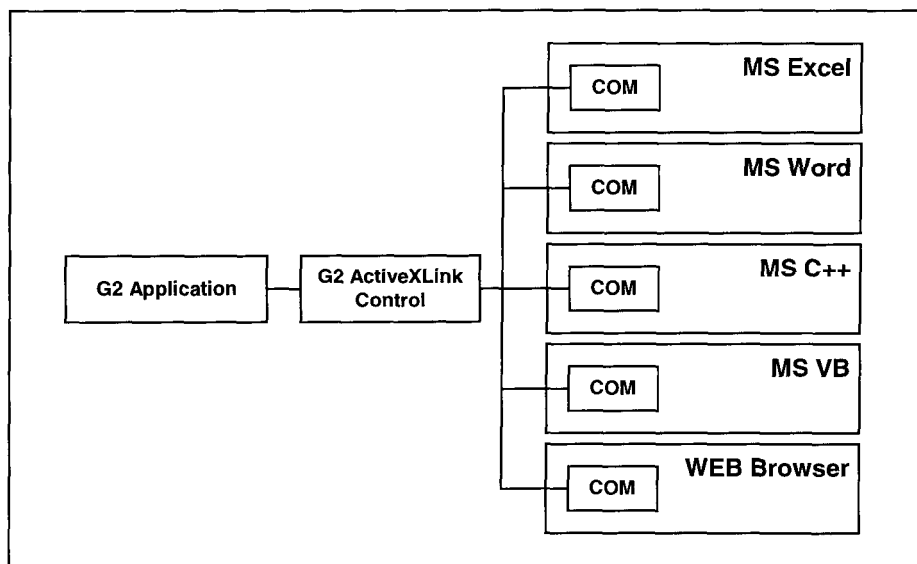 MS Excel
COM
MS Word
COM
G2 Application
G2 ActiveXLink
Control
MS C++
COM
MS VB
COM
WEB Browser
COM